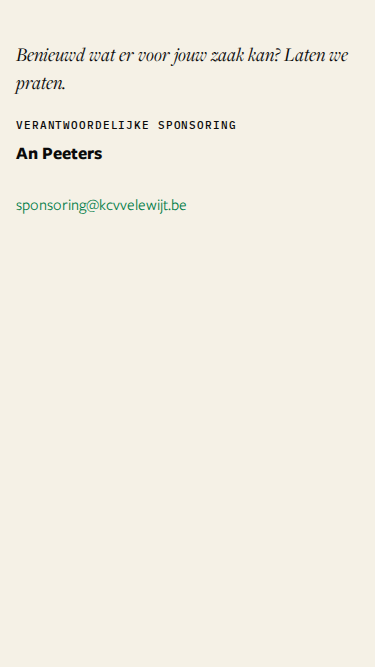 Benieuwd wat er voor jouw zaak kan? Laten we
praten.
VERANTWOORDELIJKE SPONSORING
An Peeters
sponsoring@kcvvelewijt.be